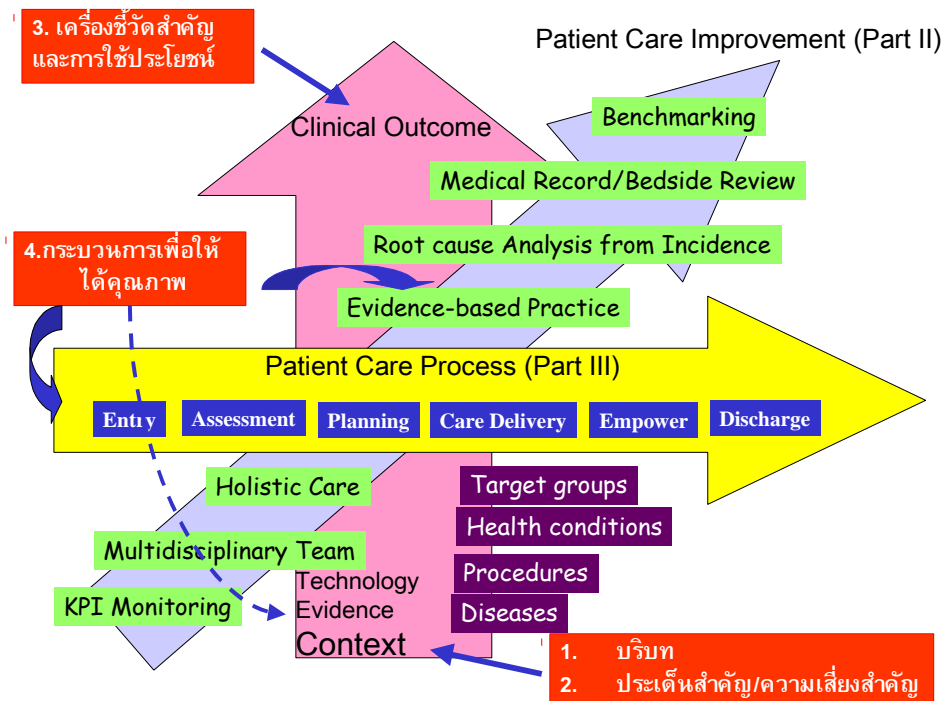 3. เครื่องชี้วัดสำคัญ
และการใช้ประโยชน์
Patient Care Improvement (Part II)
Benchmarking
Clinical Outcome
Medical Record/Bedside Review
4.กระบวนการเพื่อให้
ได้คุณภาพ
Root cause Analysis from Incidence
Evidence-based Practice
Patient Care Process (Part III)
Entry
Assessment
Planning
Care Delivery
Empower
Discharge
Holistic Care
Target groups
Health conditions
Multidisciplinary Team
Technology
Procedures
KPI Monitoring
Evidence
Diseases
Context
1. บริบท
2. ประเด็นสำคัญ/ความเสี่ยงสำคัญ